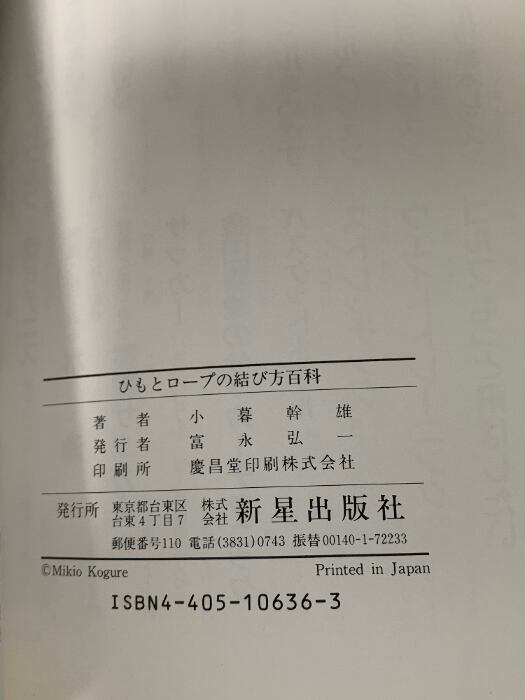 ひもとロープの結び方百科
著者 小暮幹雄
発行者 富永弘一
印刷所 慶昌堂印刷株式会社
発行所 東京都台東区台東4丁目7 株式会社 新星出版社
郵便番号110 電話(3831)0743 振替00140-1-72233
©Mikio Kogure Printed in Japan
ISBN4-405-10636-3